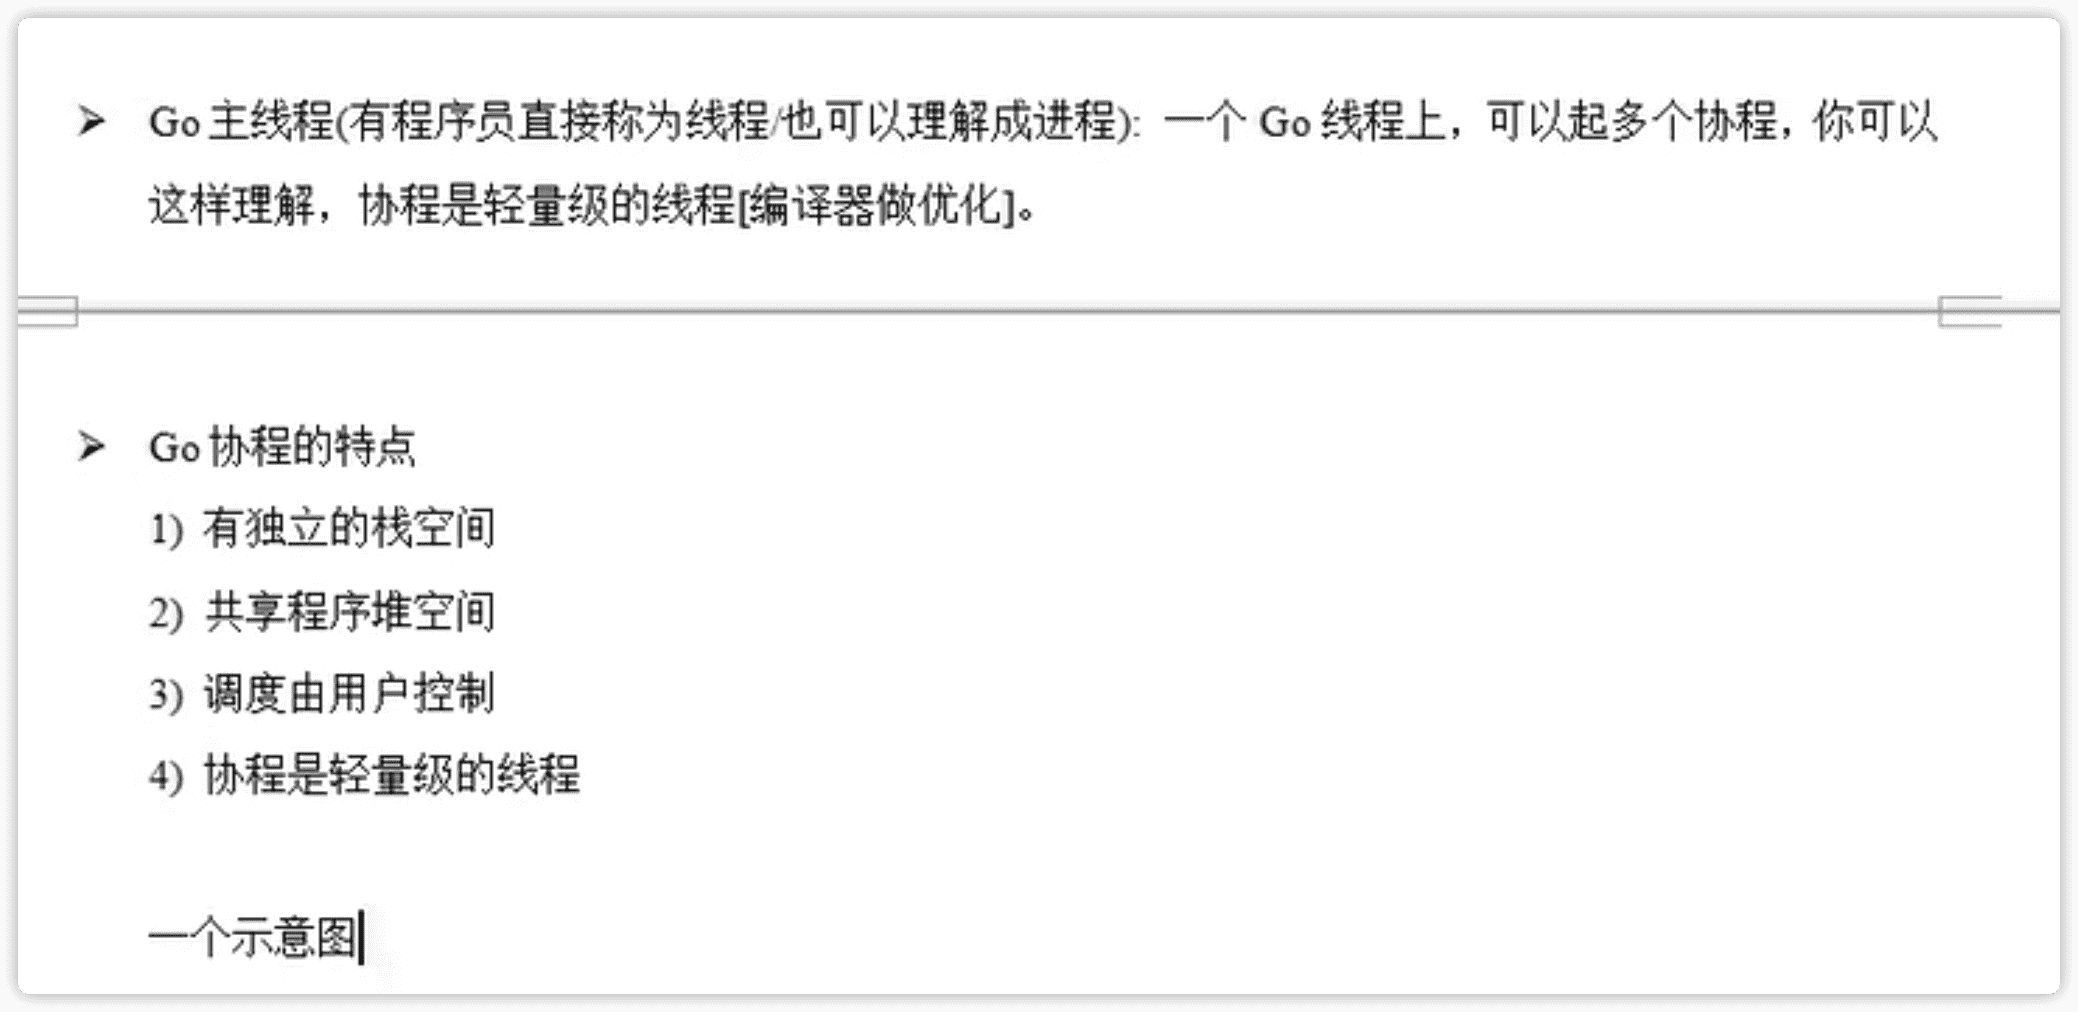 ➢ Go主线程(有程序员直接称为线程/也可以理解成进程): 一个 Go 线程上，可以起多个协程，你可以
这样理解，协程是轻量级的线程[编译器做优化]。
➢ Go协程的特点
1) 有独立的栈空间
2) 共享程序堆空间
3) 调度由用户控制
4) 协程是轻量级的线程
一个示意图